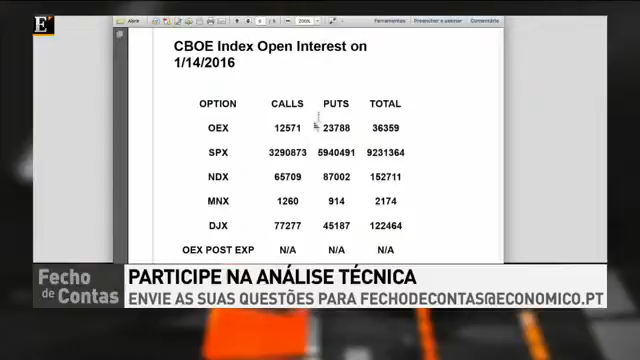 E
Abrir
200%
Ferramentas
Preencher e assinar
Comentário
CBOE Index Open Interest on
1/14/2016
OPTION CALLS PUTS TOTAL
OEX 12571 23788 36359
SPX 3290873 5940491 9231364
NDX 65709 87002 152711
MNX 1260 914 2174
DJX 77277 45187 122464
OEX POST EXP N/A N/A N/A
Fecho
de Contas
PARTICIPE NA ANÁLISE TÉCNICA
ENVIE AS SUAS QUESTÕES PARA FECHODECONTAS@ECONOMICO.PT